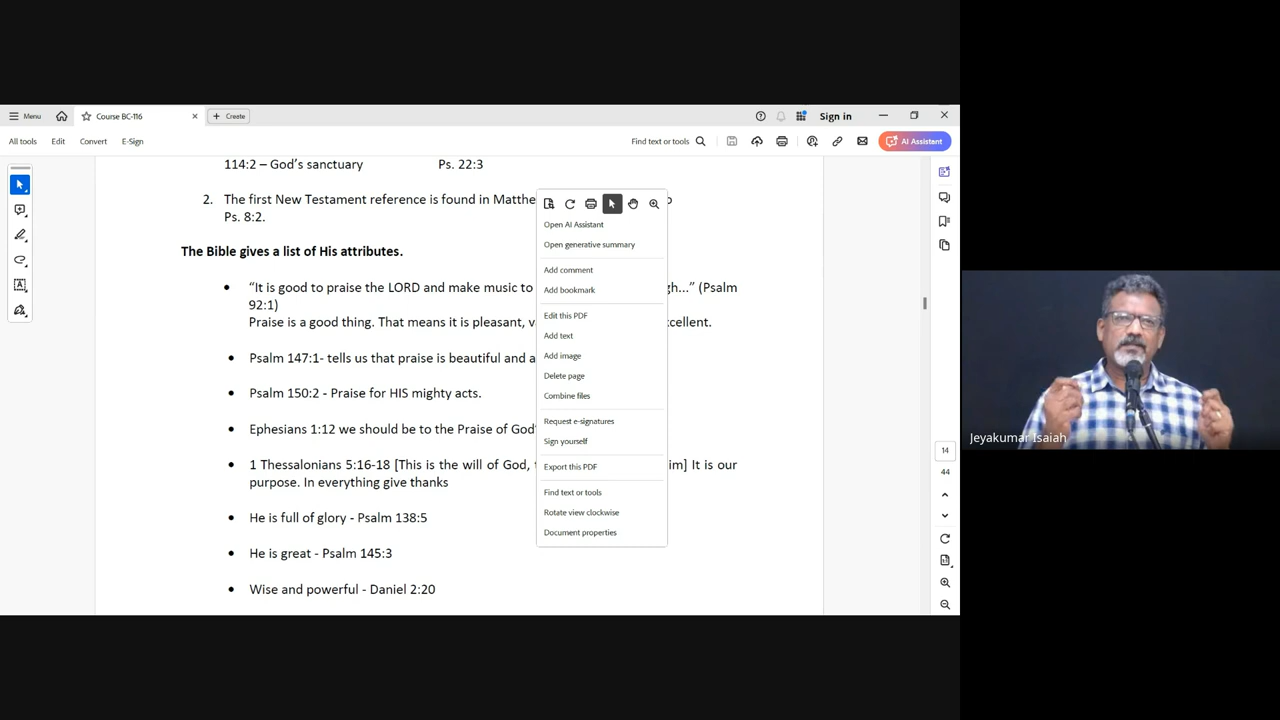 Menu
Course BC-116
Create
Sign in
All tools
Edit
Convert
E-Sign
Find text or tools
AI Assistant
114:2 – God’s sanctuary Ps. 22:3
2. The first New Testament reference is found in Matthe o
Ps. 8:2.
The Bible gives a list of His attributes.
• “It is good to praise the LORD and make music to gh...” (Psalm
92:1)
Praise is a good thing. That means it is pleasant, v xcellent.
• Psalm 147:1- tells us that praise is beautiful and a
• Psalm 150:2 - Praise for HIS mighty acts.
• Ephesians 1:12 we should be to the Praise of God’
• 1 Thessalonians 5:16-18 [This is the will of God, im] It is our
purpose. In everything give thanks
• He is full of glory - Psalm 138:5
• He is great - Psalm 145:3
• Wise and powerful - Daniel 2:20
Open AI Assistant
Open generative summary
Add comment
Add bookmark
Edit this PDF
Add text
Add image
Delete page
Combine files
Request e-signatures
Sign yourself
Export this PDF
Find text or tools
Rotate view clockwise
Document properties
14
44
Jeyakumar Isaiah